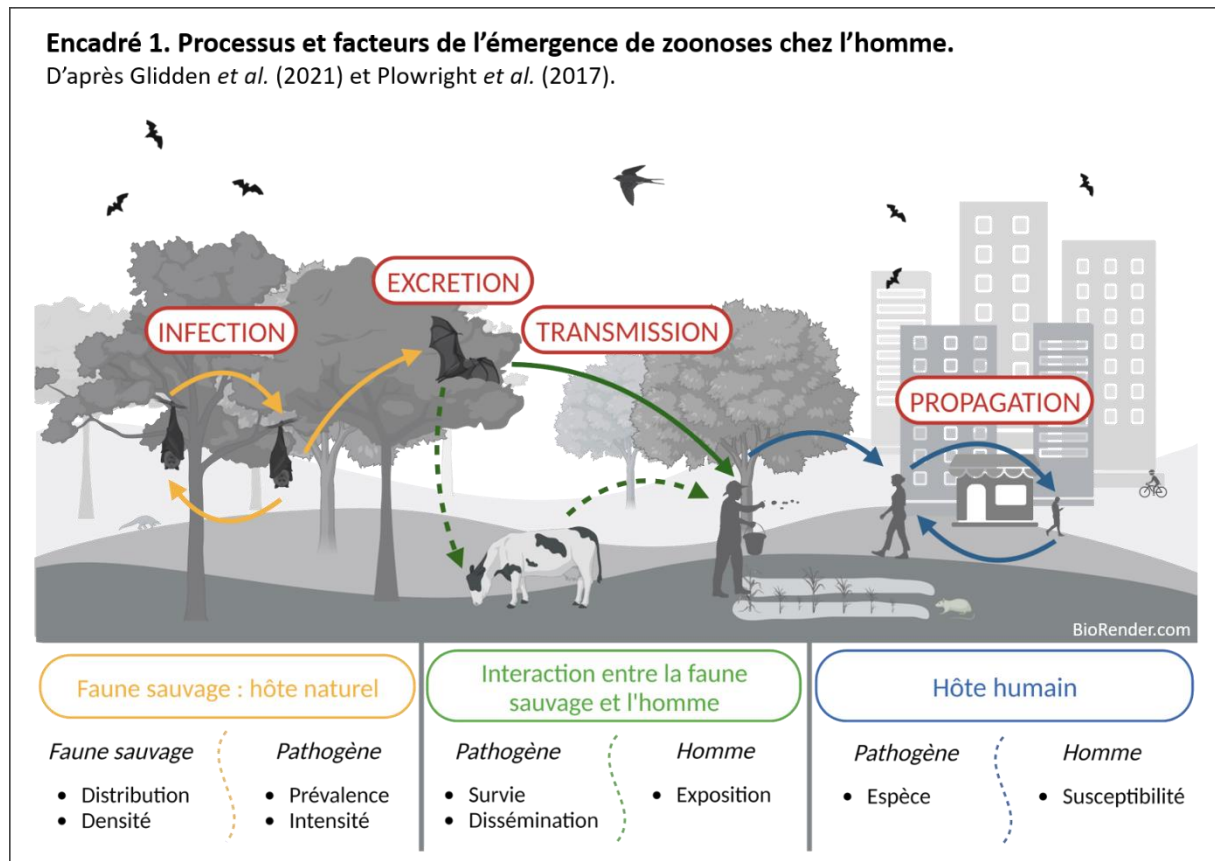 Encadré 1. Processus et facteurs de l’émergence de zoonoses chez l’homme.
D’après Glidden et al. (2021) et Plowright et al. (2017).
EXCRETION
INFECTION
TRANSMISSION
PROPAGATION
BioRender.com
Faune sauvage : hôte naturel
Faune sauvage
• Distribution
• Densité
Pathogène
• Prévalence
• Intensité
Interaction entre la faune
sauvage et l'homme
Pathogène
• Survie
• Dissémination
Homme
• Exposition
Hôte humain
Pathogène
• Espèce
Homme
• Susceptibilité